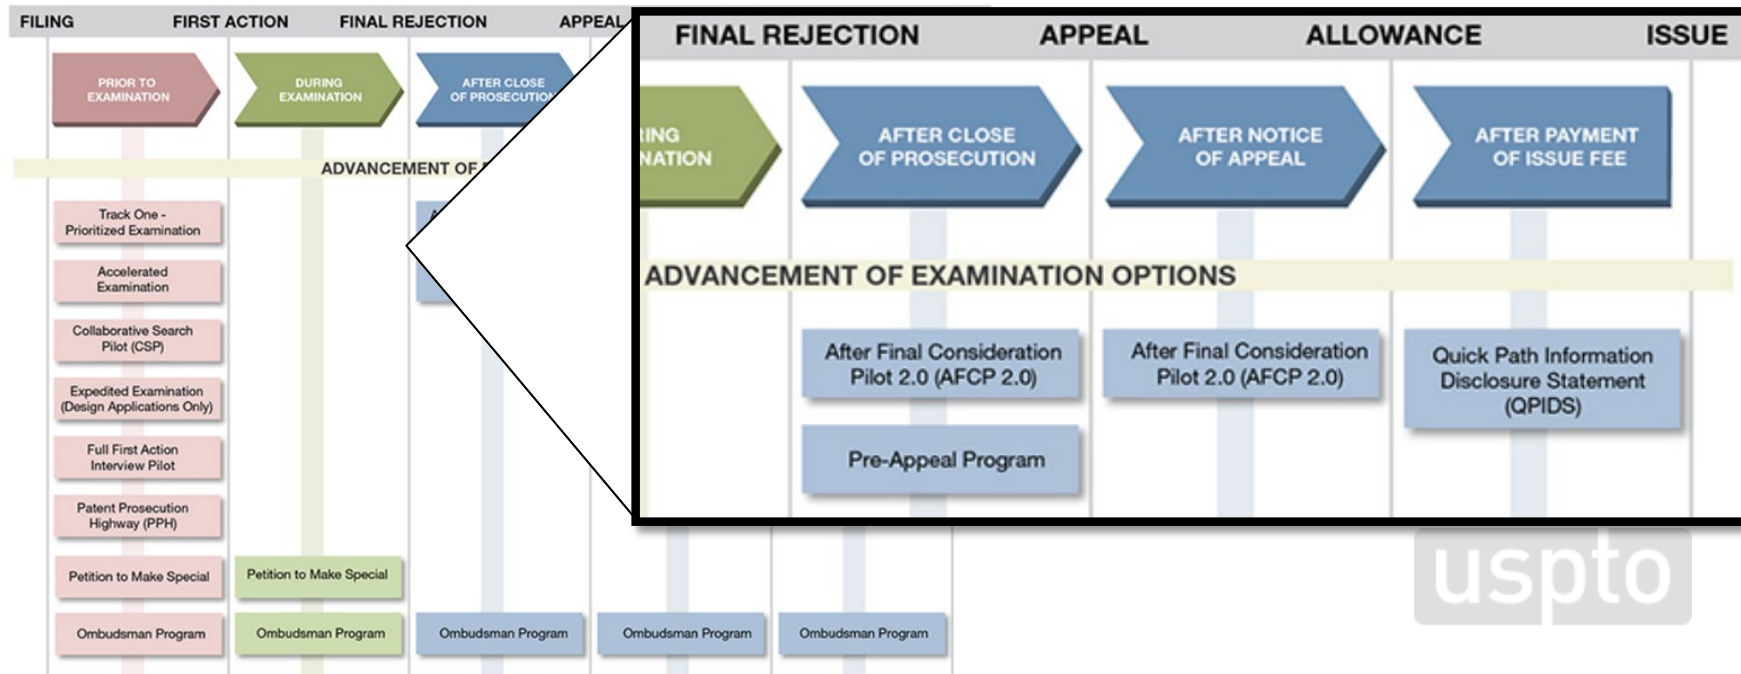 FILING FIRST ACTION FINAL REJECTION APPEAL
PRIOR TO
EXAMINATION
DURING
EXAMINATION
AFTER CLOSE
OF PROSECUTION
ADVANCEMENT OF
Track One -
Prioritized Examination
Accelerated
Examination
Collaborative Search
Pilot (CSP)
Expedited Examination
(Design Applications Only)
Full First Action
Interview Pilot
Patent Prosecution
Highway (PPH)
Petition to Make Special
Petition to Make Special
Ombudsman Program
Ombudsman Program
Ombudsman Program
Ombudsman Program
Ombudsman Program
FINAL REJECTION APPEAL ALLOWANCE ISSUE
RING
NATION
AFTER CLOSE
OF PROSECUTION
AFTER NOTICE
OF APPEAL
AFTER PAYMENT
OF ISSUE FEE
ADVANCEMENT OF EXAMINATION OPTIONS
After Final Consideration
Pilot 2.0 (AFCP 2.0)
Pre-Appeal Program
After Final Consideration
Pilot 2.0 (AFCP 2.0)
Quick Path Information
Disclosure Statement
(QPIDS)
uspto